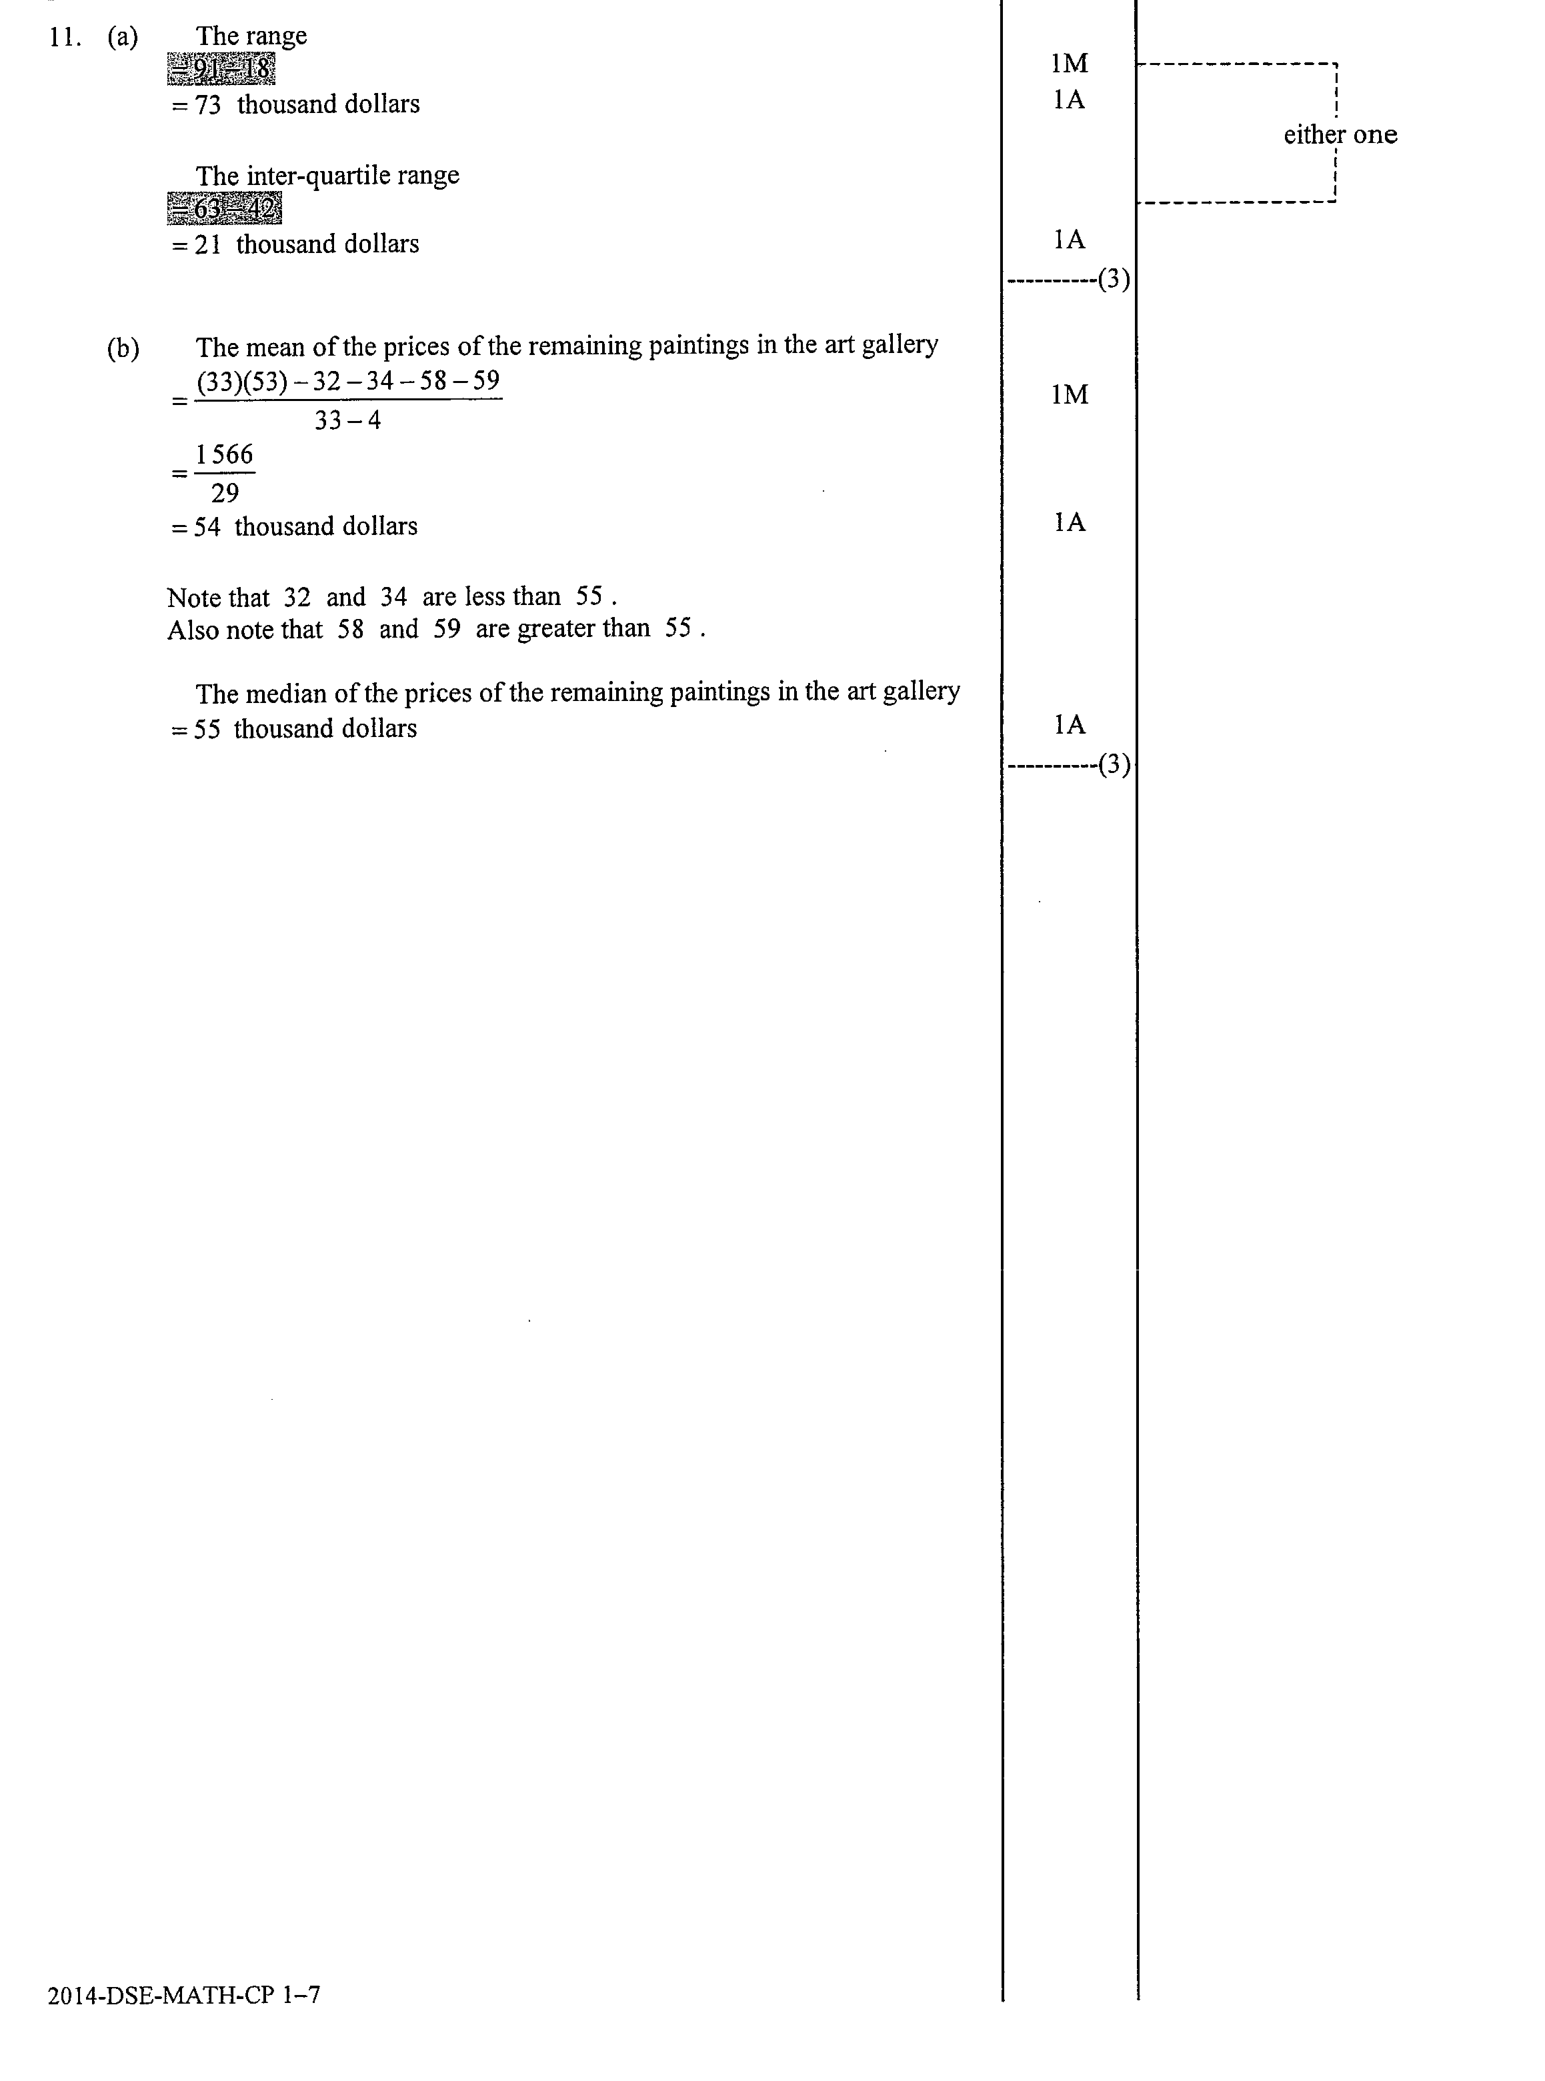 11. (a) The range
= 91 – 18 1M
= 73 thousand dollars 1A
either one
The inter-quartile range
= 63 – 42
= 21 thousand dollars 1A
----------(3)
(b) The mean of the prices of the remaining paintings in the art gallery
= (33)(53) – 32 – 34 – 58 – 59 1M
33 – 4
= 1 566
29
= 54 thousand dollars 1A
Note that 32 and 34 are less than 55 .
Also note that 58 and 59 are greater than 55 .
The median of the prices of the remaining paintings in the art gallery
= 55 thousand dollars 1A
----------(3)
2014-DSE-MATH-CP 1–7